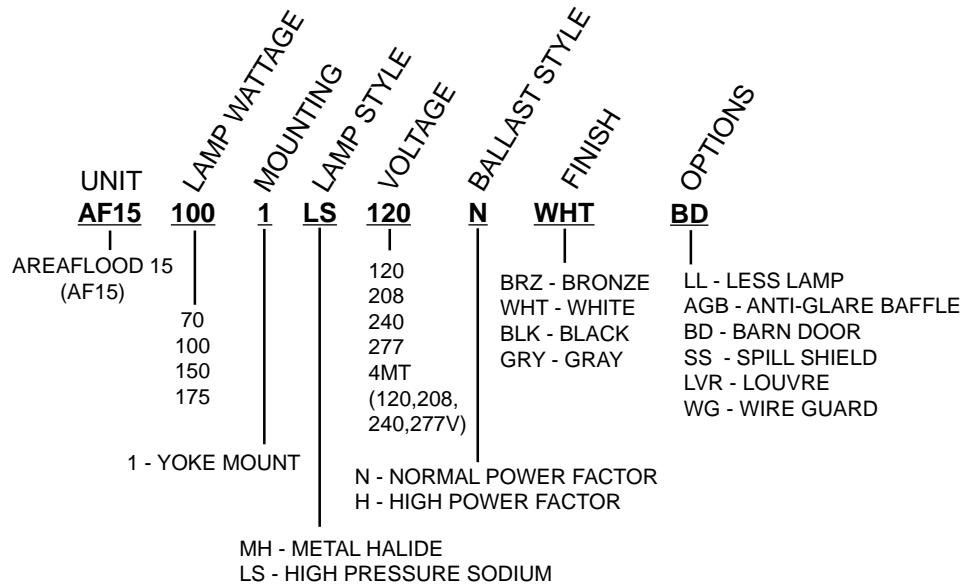 LAMP WATTAGE
MOUNTING
LAMP STYLE
VOLTAGE
BALLAST STYLE
FINISH
OPTIONS
UNIT
AF15 100 1 LS 120 N WHT BD
AREAFLOOD 15
(AF15)
70
100
150
175
1 - YOKE MOUNT
MH - METAL HALIDE
LS - HIGH PRESSURE SODIUM
120
208
240
277
4MT
(120,208,
240,277V)
N - NORMAL POWER FACTOR
H - HIGH POWER FACTOR
BRZ - BRONZE
WHT - WHITE
BLK - BLACK
GRY - GRAY
LL - LESS LAMP
AGB - ANTI-GLARE BAFFLE
BD - BARN DOOR
SS - SPILL SHIELD
LVR - LOUVRE
WG - WIRE GUARD